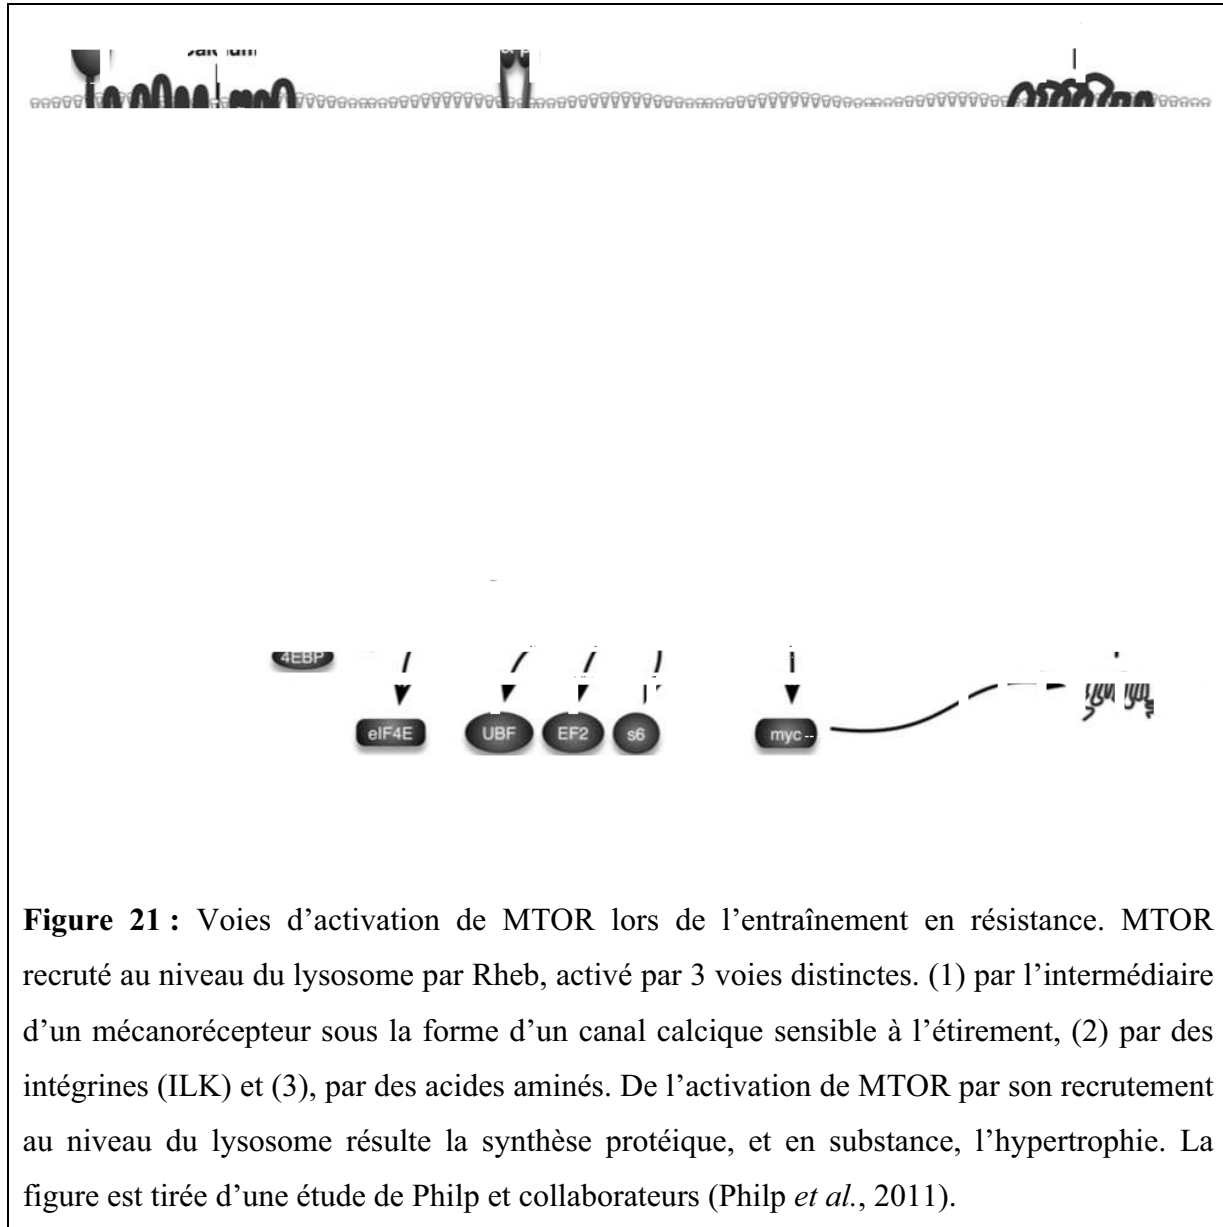 4EBP
eIF4E UBF EF2 s6 myc
Figure 21 : Voies d’activation de MTOR lors de l’entraînement en résistance. MTOR
recruté au niveau du lysosome par Rheb, activé par 3 voies distinctes. (1) par l’intermédiaire
d’un mécanorécepteur sous la forme d’un canal calcique sensible à l’étirement, (2) par des
intégrines (ILK) et (3), par des acides aminés. De l’activation de MTOR par son recrutement
au niveau du lysosome résulte la synthèse protéique, et en substance, l’hypertrophie. La
figure est tirée d’une étude de Philp et collaborateurs (Philp et al., 2011).